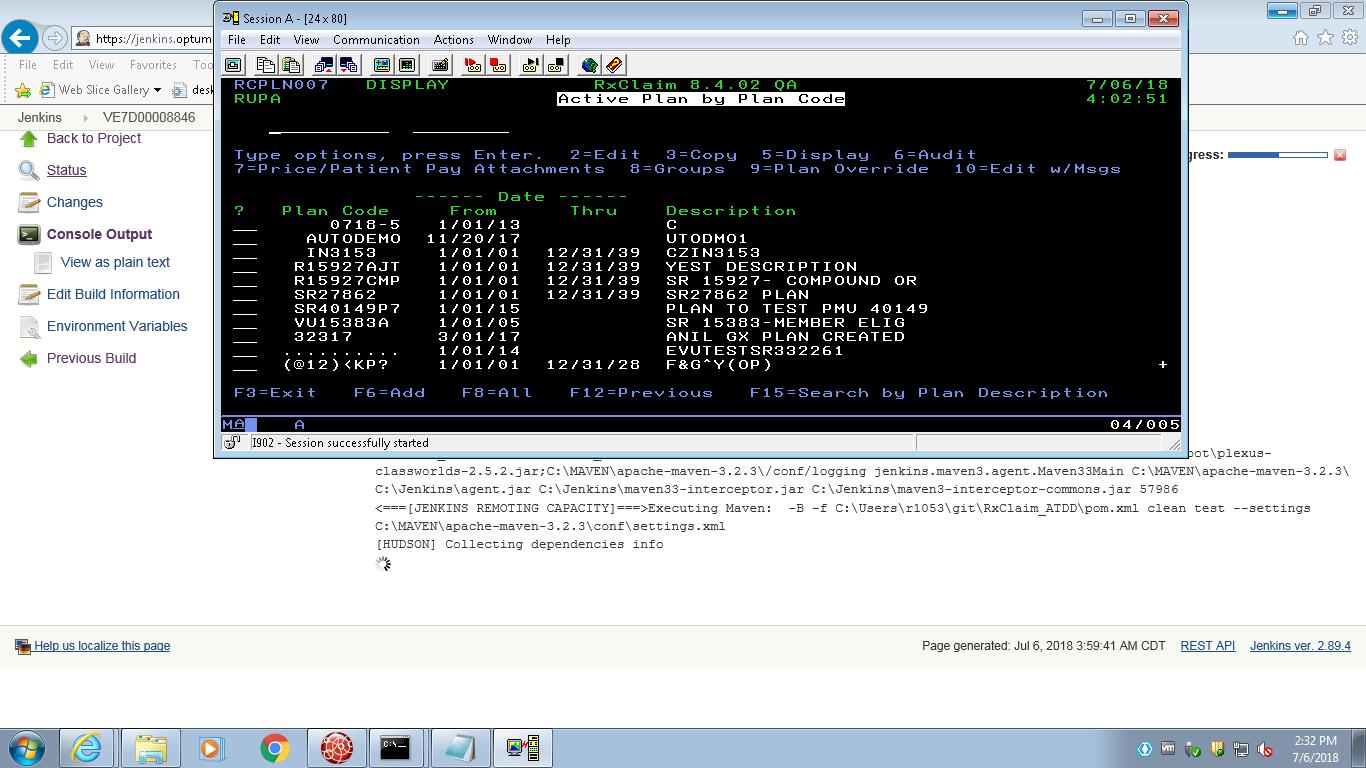 Session A - [24 x 80]
File Edit View Communication Actions Window Help
https://jenkins.optum
File Edit View Favorites Too
Web Slice Gallery desk
Jenkins VE7D00008846
Back to Project
Status
Changes
Console Output
View as plain text
Edit Build Information
Environment Variables
Previous Build
RCPLN007 DISPLAY RxClaim 8.4.02 QA 7/06/18
RUPA Active Plan by Plan Code 4:02:51
Type options, press Enter. 2=Edit 3=Copy 5=Display 6=Audit
7=Price/Patient Pay Attachments 8=Groups 9=Plan Override 10=Edit w/Msgs
------ Date ------
? Plan Code From Thru Description
0718-5 1/01/13 C
AUTODEMO 11/20/17 UTODMO1
IN3153 1/01/01 12/31/39 CZIN3153
R15927AJT 1/01/01 12/31/39 YEST DESCRIPTION
R15927CMP 1/01/01 12/31/39 SR 15927- COMPOUND OR
SR27862 1/01/01 12/31/39 SR27862 PLAN
SR40149P7 1/01/15 PLAN TO TEST PMU 40149
VU15383A 1/01/05 SR 15383-MEMBER ELIG
32317 3/01/17 ANIL GX PLAN CREATED
.......... 1/01/14 EVUTESTSR332261
(@12)<KP? 1/01/01 12/31/28 F&G^Y(OP) +
F3=Exit F6=Add F8=All F12=Previous F15=Search by Plan Description
MA A 04/005
I902 - Session successfully started
gress:
oot\plexus-
classworlds-2.5.2.jar;C:\MAVEN\apache-maven-3.2.3\/conf/logging jenkins.maven3.agent.Maven33Main C:\MAVEN\apache-maven-3.2.3\
C:\Jenkins\agent.jar C:\Jenkins\maven33-interceptor.jar C:\Jenkins\maven3-interceptor-commons.jar 57986
<===[JENKINS REMOTING CAPACITY]===>Executing Maven: -B -f C:\Users\r1053\git\RxClaim_ATDD\pom.xml clean test --settings
C:\MAVEN\apache-maven-3.2.3\conf\settings.xml
[HUDSON] Collecting dependencies info
Help us localize this page
Page generated: Jul 6, 2018 3:59:41 AM CDT REST API Jenkins ver. 2.89.4
2:32 PM
7/6/2018